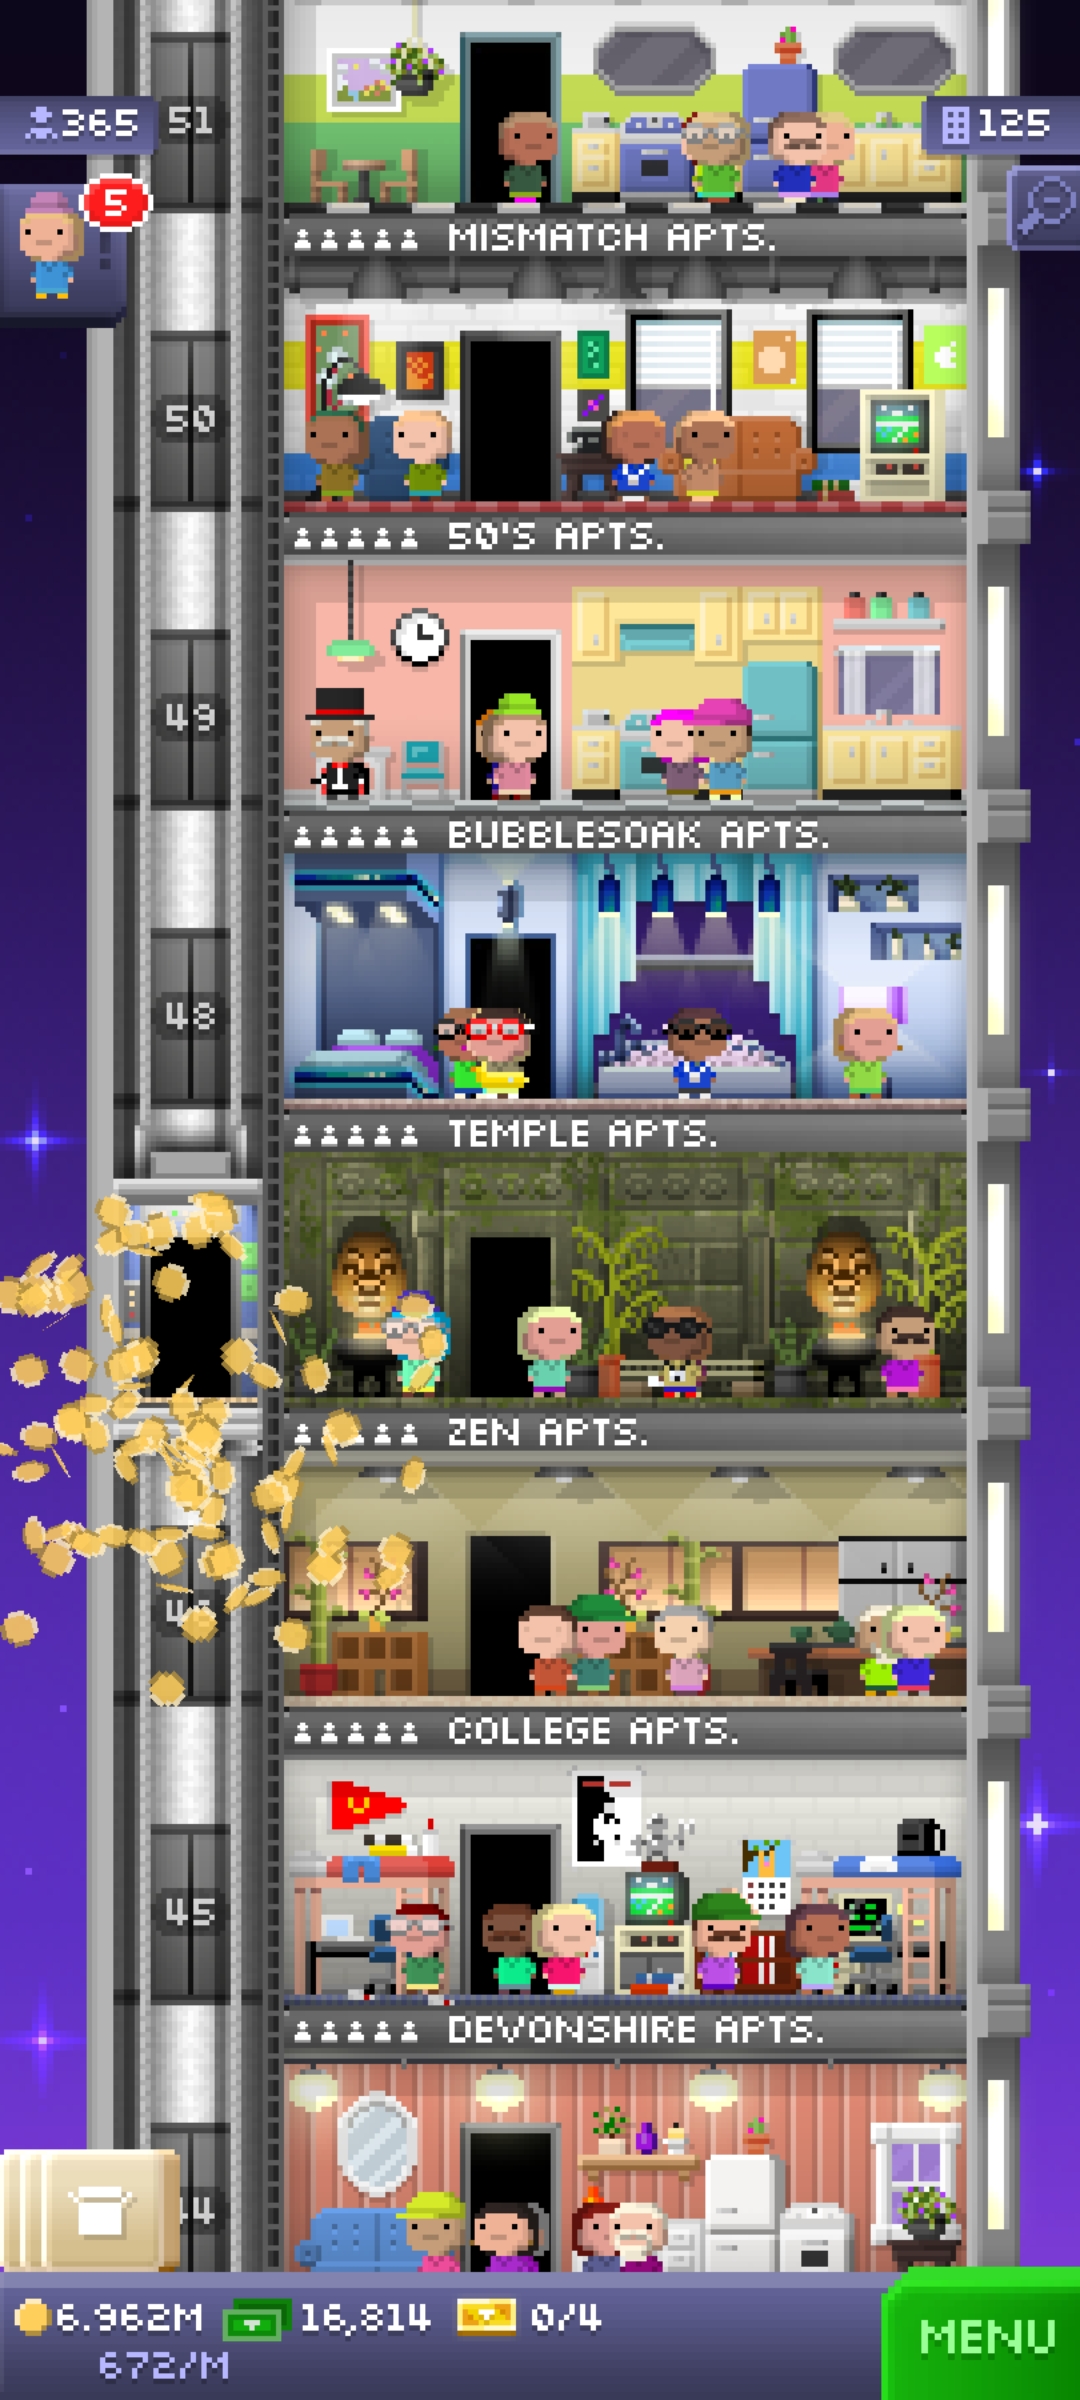 365
51
125
5
MISMATCH APTS.
50
50'S APTS.
49
BUBBLESOAK APTS.
48
TEMPLE APTS.
ZEN APTS.
COLLEGE APTS.
45
DEVONSHIRE APTS.
6.962M
16,814
0/4
672/M
MENU